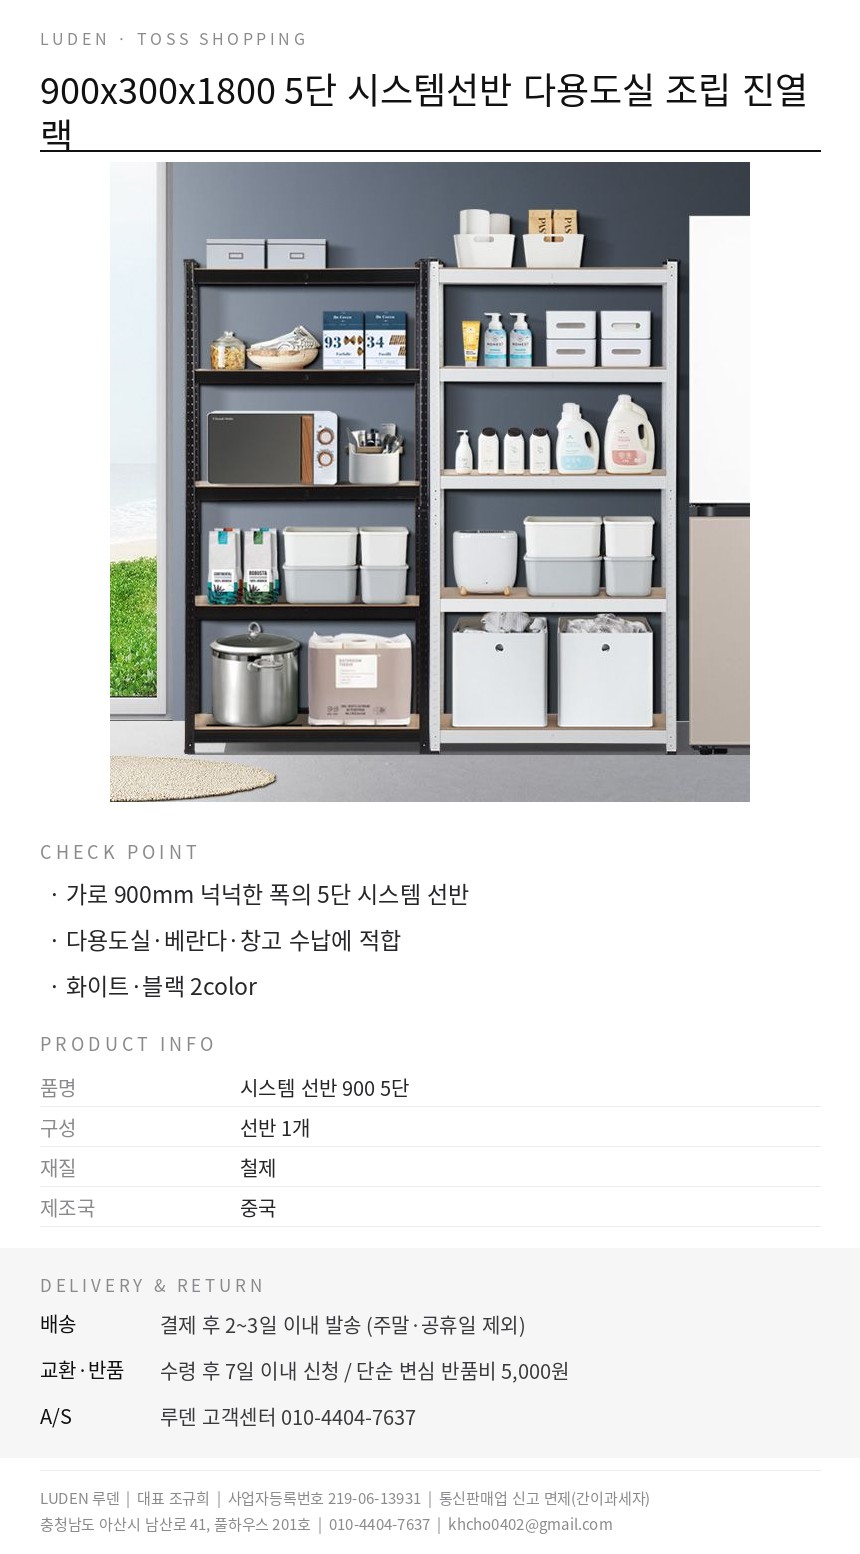 LUDEN · TOSS SHOPPING
900x300x1800 5단 시스템선반 다용도실 조립 진열
랙
93
34
CHECK POINT
· 가로 900mm 넉넉한 폭의 5단 시스템 선반
· 다용도실·베란다·창고 수납에 적합
· 화이트·블랙 2color
PRODUCT INFO
품명 시스템 선반 900 5단
구성 선반 1개
재질 철제
제조국 중국
DELIVERY & RETURN
배송 결제 후 2~3일 이내 발송 (주말·공휴일 제외)
교환·반품 수령 후 7일 이내 신청 / 단순 변심 반품비 5,000원
A/S 루덴 고객센터 010-4404-7637
LUDEN 루덴 | 대표 조규희 | 사업자등록번호 219-06-13931 | 통신판매업 신고 면제(간이과세자)
충청남도 아산시 남산로 41, 풀하우스 201호 | 010-4404-7637 | khcho0402@gmail.com